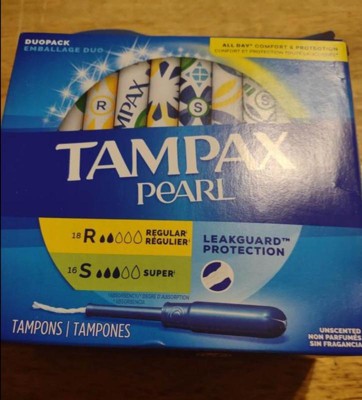 DUOPACK
EMBALLAGE DUO
ALL DAY* COMFORT & PROTECTION
R
MPAX
S
S
TAMPAX
PEARL
18 R REGULAR
RÉGULIER
16 S SUPER
LEAKGUARD™
PROTECTION
TAMPONS | TAMPONES
UNSCENTED
NON PARFUMÉS
SIN FRAGANCIA